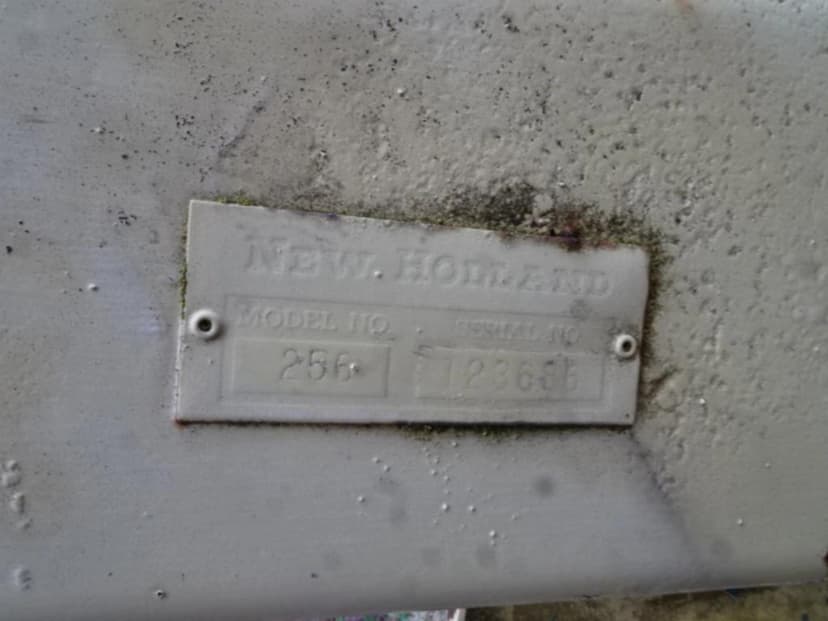 NEW HOLLAND
MODEL NO. SERIAL NO
256